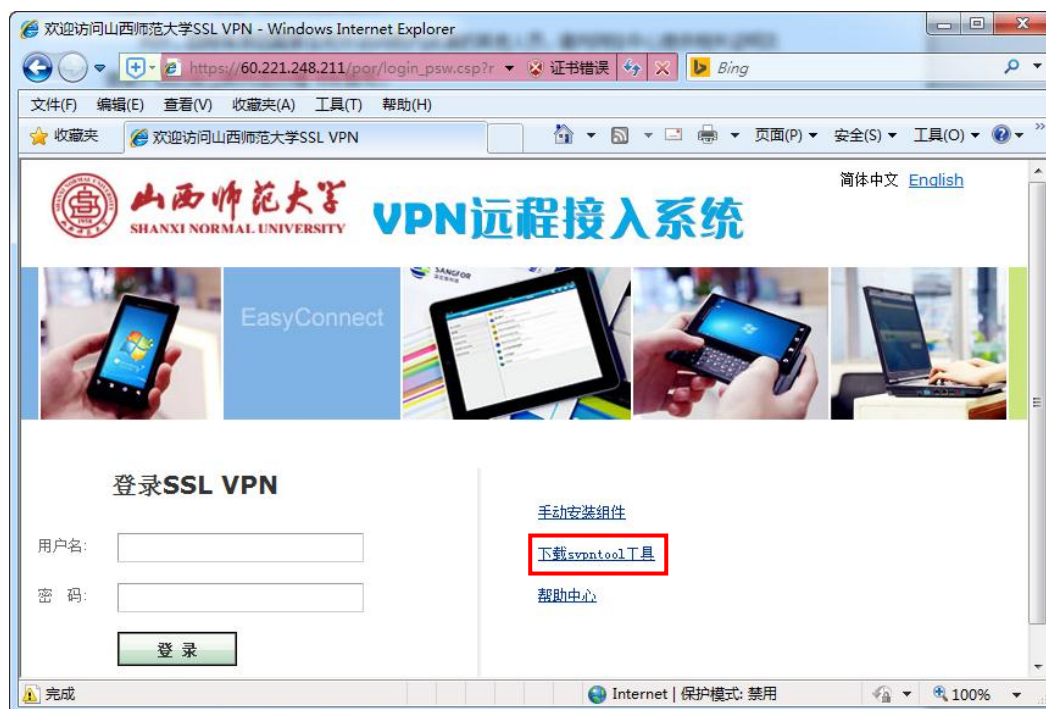 欢迎访问山西师范大学SSL VPN - Windows Internet Explorer
https://60.221.248.211/por/login_psw.csp?r 证书错误 Bing
文件(F) 编辑(E) 查看(V) 收藏夹(A) 工具(T) 帮助(H)
收藏夹 欢迎访问山西师范大学SSL VPN 页面(P) 安全(S) 工具(O)
简体中文 English
山西师范大学
SHANXI NORMAL UNIVERSITY
VPN远程接入系统
SANGFOR
EasyConnect
登录SSL VPN
手动安装组件
用户名:
下载svpntool工具
密 码:
帮助中心
登 录
完成 Internet | 保护模式: 禁用 100%